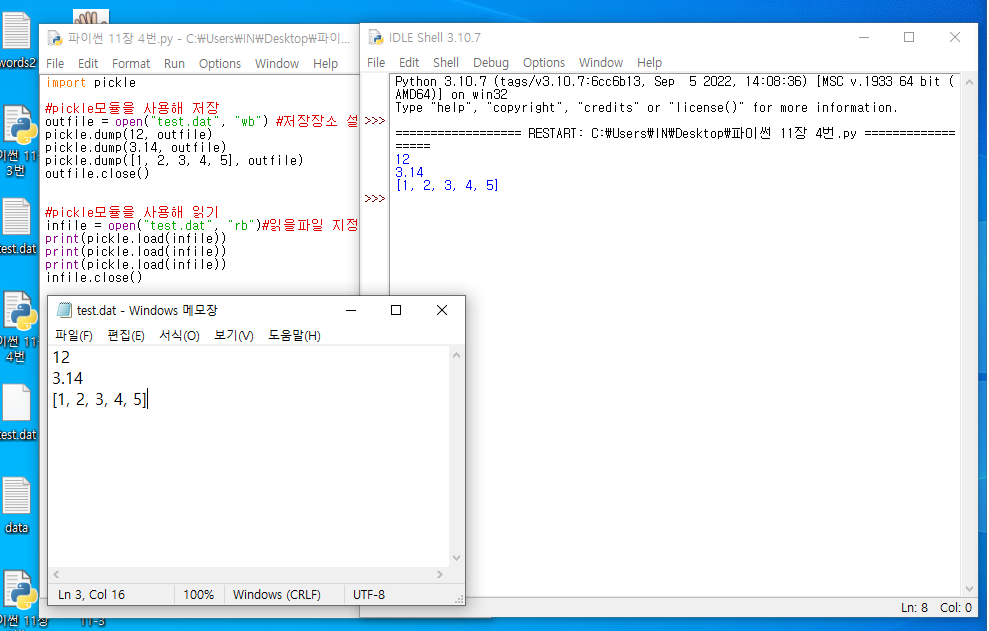 words2
이썬 11
3번
test.dat
이썬 11
4번
test.dat
data
이썬 11장
11-3
파이썬 11장 4번.py - C:₩Users₩IN₩Desktop₩파이...
File Edit Format Run Options Window Help
import pickle
#pickle모듈을 사용해 저장
outfile = open("test.dat", "wb") #저장장소 설
pickle.dump(12, outfile)
pickle.dump(3.14, outfile)
pickle.dump([1, 2, 3, 4, 5], outfile)
outfile.close()
#pickle모듈을 사용해 읽기
infile = open("test.dat", "rb")#읽을파일 지정
print(pickle.load(infile))
print(pickle.load(infile))
print(pickle.load(infile))
infile.close()
IDLE Shell 3.10.7
File Edit Shell Debug Options Window Help
Python 3.10.7 (tags/v3.10.7:6cc6b13, Sep  5 2022, 14:08:36) [MSC v.1933 64 bit (
AMD64)] on win32
Type "help", "copyright", "credits" or "license()" for more information.
>>>
================= RESTART: C:₩Users₩IN₩Desktop₩파이썬 11장 4번.py =============
=====
12
3.14
[1, 2, 3, 4, 5]
>>>
Ln: 8 Col: 0
test.dat - Windows 메모장
파일(F) 편집(E) 서식(O) 보기(V) 도움말(H)
12
3.14
[1, 2, 3, 4, 5]
Ln 3, Col 16 100% Windows (CRLF) UTF-8